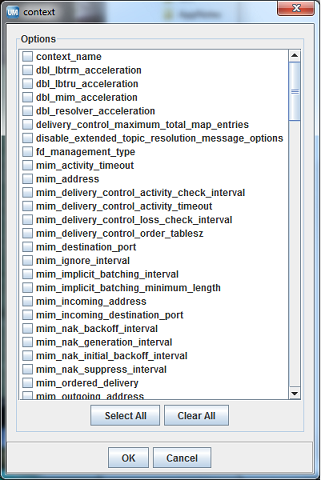 UM context
Options
context_name
dbl_lbtrm_acceleration
dbl_lbtru_acceleration
dbl_mim_acceleration
dbl_resolver_acceleration
delivery_control_maximum_total_map_entries
disable_extended_topic_resolution_message_options
fd_management_type
mim_activity_timeout
mim_address
mim_delivery_control_activity_check_interval
mim_delivery_control_activity_timeout
mim_delivery_control_loss_check_interval
mim_delivery_control_order_tablesz
mim_destination_port
mim_ignore_interval
mim_implicit_batching_interval
mim_implicit_batching_minimum_length
mim_incoming_address
mim_incoming_destination_port
mim_nak_backoff_interval
mim_nak_generation_interval
mim_nak_initial_backoff_interval
mim_nak_suppress_interval
mim_ordered_delivery
mim_outgoing_address
Select All Clear All
OK Cancel